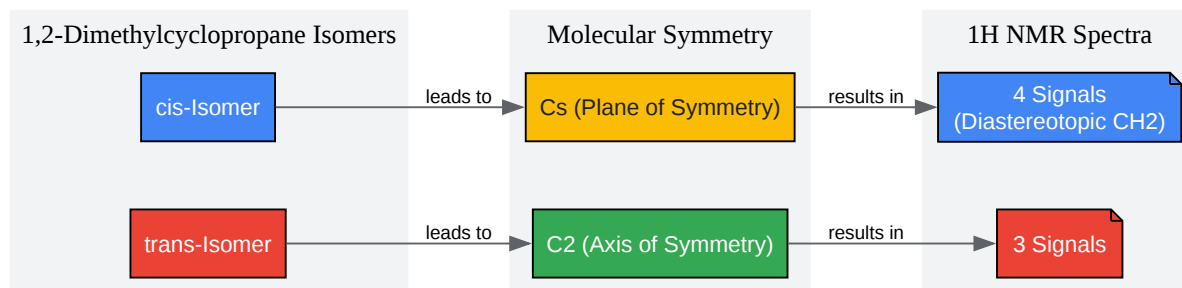 1,2-Dimethylcyclopropane Isomers
Molecular Symmetry
1H NMR Spectra
cis-Isomer
leads to
Cs (Plane of Symmetry)
results in
4 Signals
(Diastereotopic CH2)
trans-Isomer
leads to
C2 (Axis of Symmetry)
results in
3 Signals